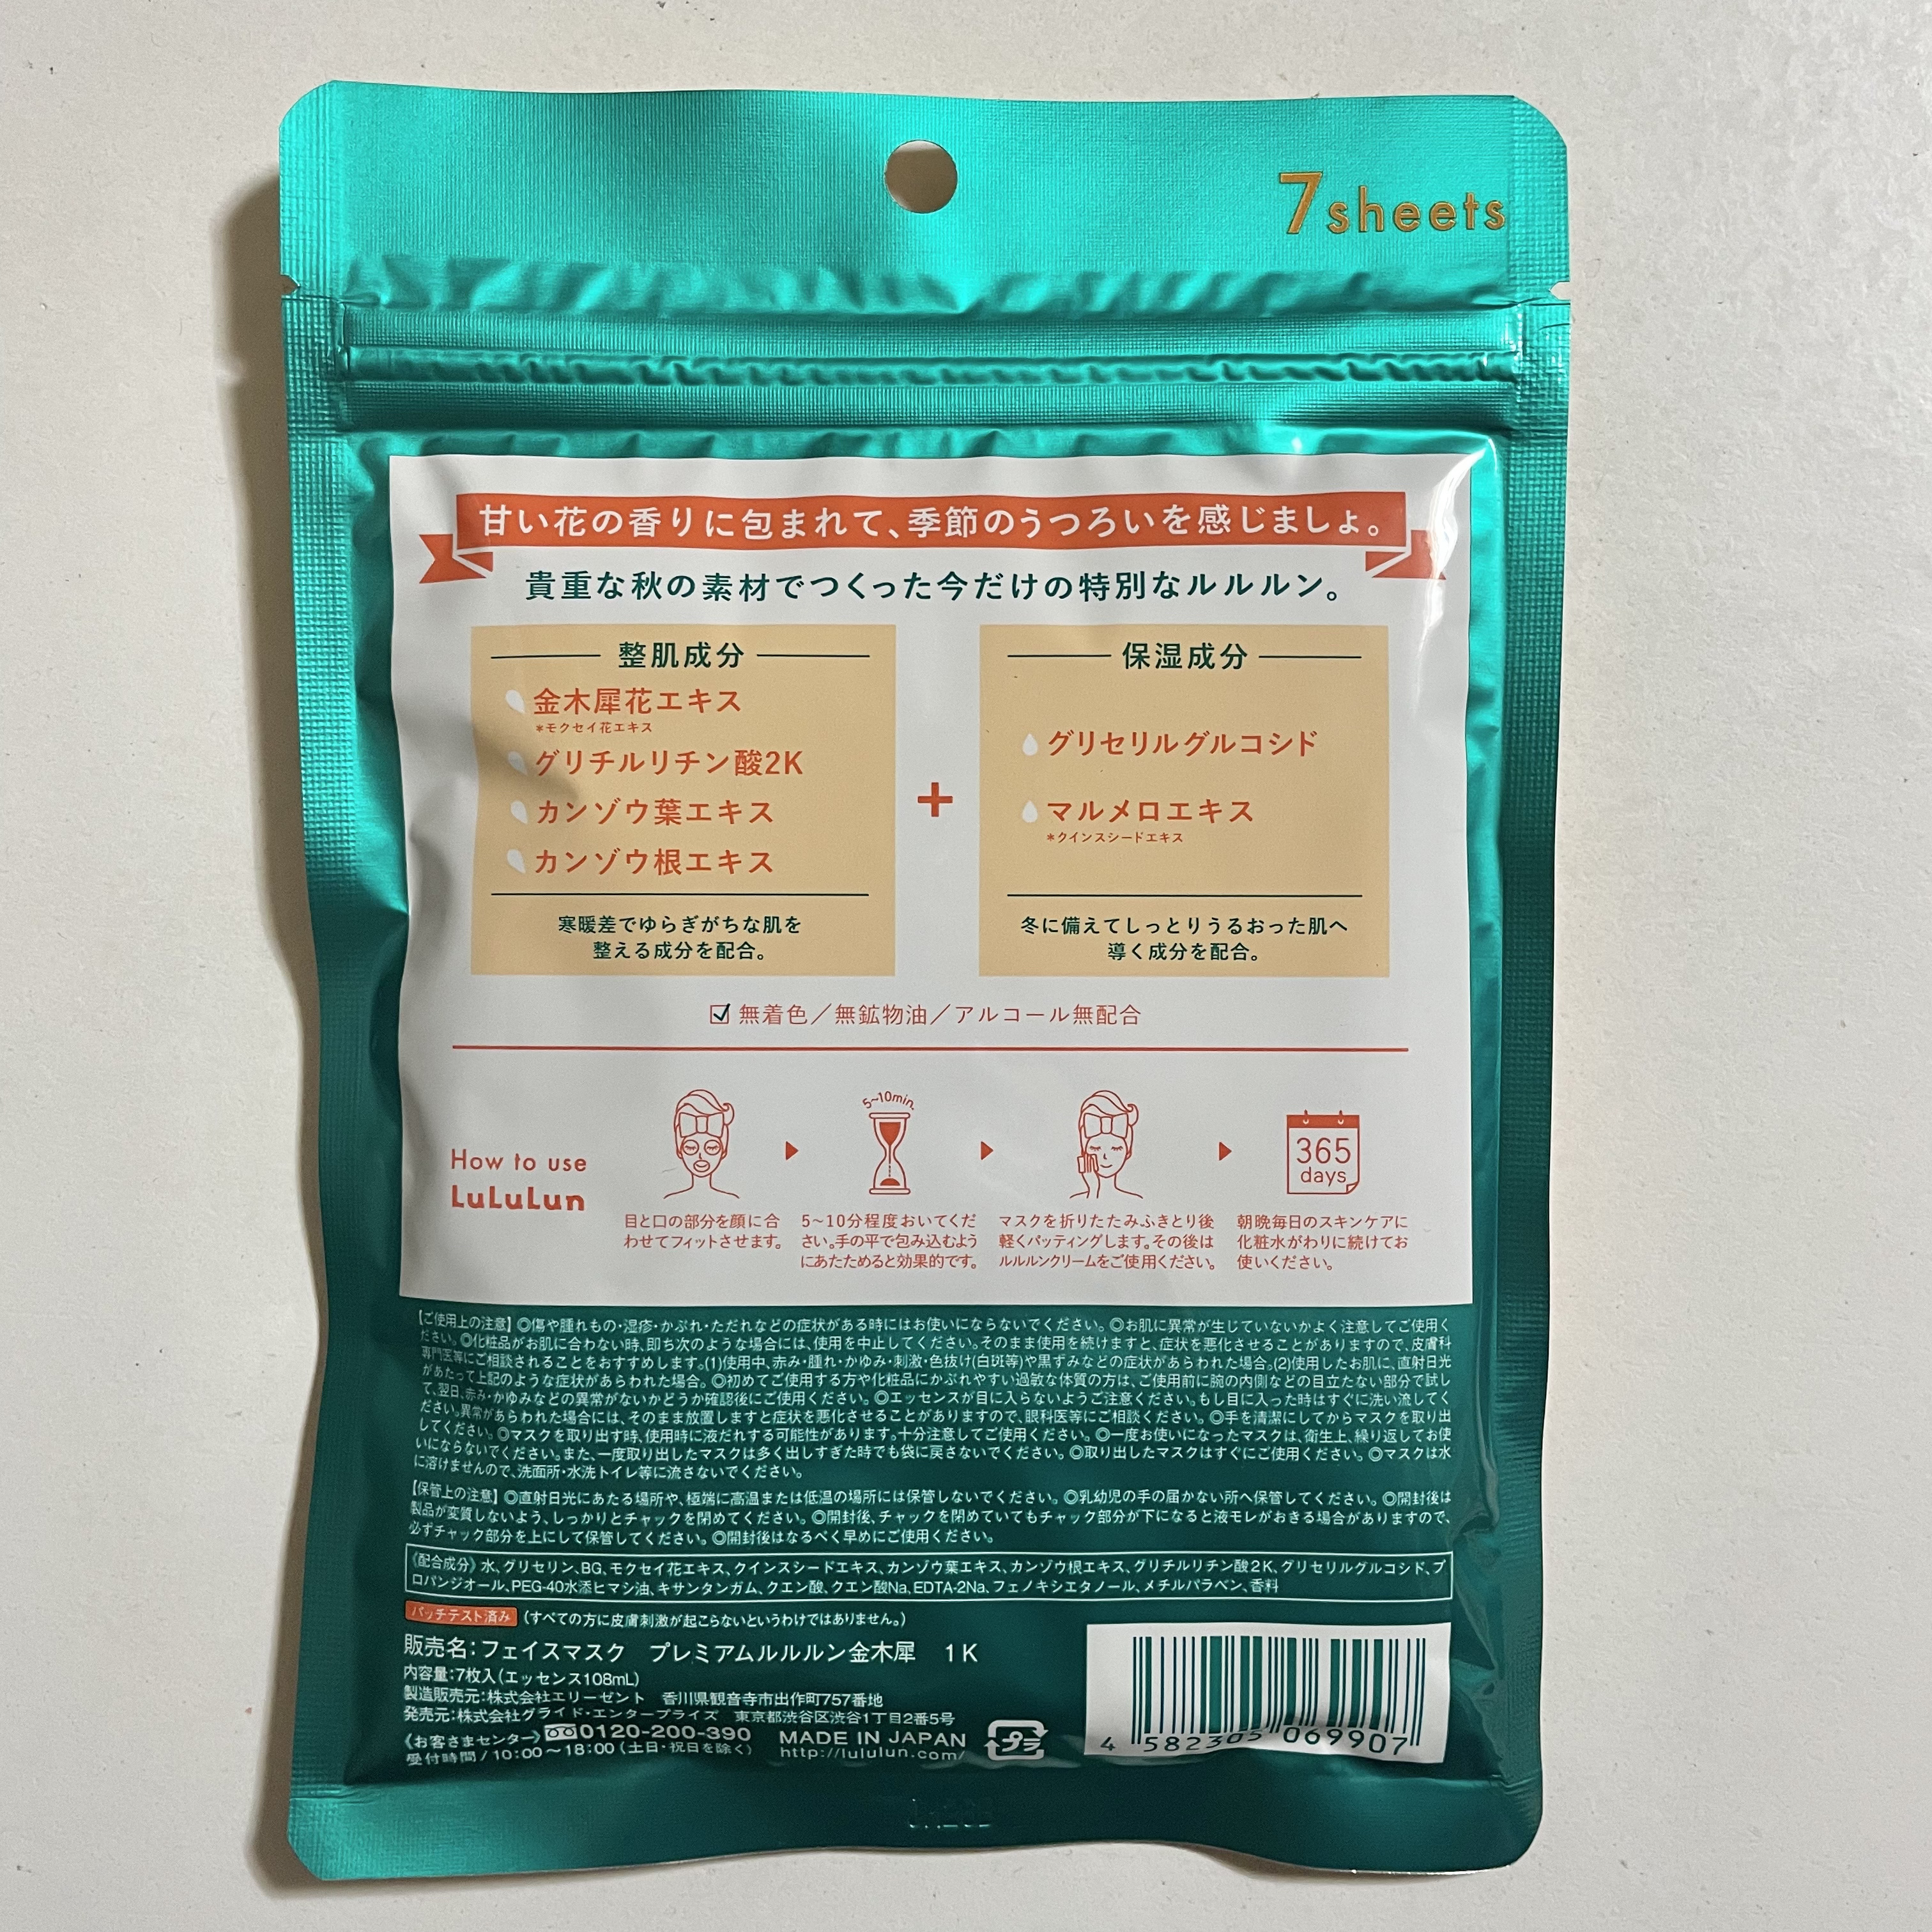 7sheets
甘い花の香りに包まれて、季節のうつろいを感じましょ。
貴重な秋の素材でつくった今だけの特別なルルルン。
整肌成分
金木犀花エキス
*モクセイ花エキス
グリチルリチン酸2K
カンゾウ葉エキス
カンゾウ根エキス
寒暖差でゆらぎがちな肌を
整える成分を配合。
+
保湿成分
グリセリルグルコシド
マルメロエキス
*クインスシードエキス
冬に備えてしっとりうるおった肌へ
導く成分を配合。
無着色／無鉱物油／アルコール無配合
How to use
LuLuLun
目と口の部分を顔に合
わせてフィットさせます。
5~10min.
5~10分程度おいてくだ
さい。手の平で包み込むよう
にあたためると効果的です。
マスクを折りたたみふきとり後
軽くパッティングします。その後は
ルルルンクリームをご使用ください。
365
days
朝晩毎日のスキンケアに
化粧水がわりに続けてお
使いください。
【ご使用上の注意】◎傷や腫れもの・湿疹・かぶれ・ただれなどの症状がある時にはお使いにならないでください。◎お肌に異常が生じていないかよく注意してご使用く
ださい。◎化粧品がお肌に合わない時、即ち次のような場合には、使用を中止してください。そのまま使用を続けますと、症状を悪化させることがありますので、皮膚科
専門医等にご相談されることをおすすめします。(1)使用中、赤み・腫れ・かゆみ・刺激・色抜け(白斑等)や黒ずみなどの症状があらわれた場合。(2)使用したお肌に、直射日光
があたって上記のような症状があらわれた場合。◎初めてご使用する方や化粧品にかぶれやすい過敏な体質の方は、ご使用前に腕の内側などの目立たない部分で試し
て、翌日、赤み・かゆみなどの異常がないかどうか確認後にご使用ください。◎エッセンスが目に入らないようご注意ください。もし目に入った時はすぐに洗い流してく
ださい。異常があらわれた場合には、そのまま放置しますと症状を悪化させることがありますので、眼科医等にご相談ください。◎手を清潔にしてからマスクを取り出
してください。◎マスクを取り出す時、使用時に液だれする可能性があります。十分注意してご使用ください。◎一度お使いになったマスクは、衛生上、繰り返してお使
いにならないでください。また、一度取り出したマスクは多く出しすぎた時でも袋に戻さないでください。◎取り出したマスクはすぐにご使用ください。◎マスクは水
に溶けませんので、洗面所・水洗トイレ等に流さないでください。
【保管上の注意】◎直射日光にあたる場所や、極端に高温または低温の場所には保管しないでください。◎乳幼児の手の届かない所へ保管してください。◎開封後は
製品が変質しないよう、しっかりとチャックを閉めてください。◎開封後、チャックを閉めていてもチャック部分が下になると液モレがおきる場合がありますので、
必ずチャック部分を上にして保管してください。◎開封後はなるべく早めにご使用ください。
《配合成分》水、グリセリン、BG、モクセイ花エキス、クインスシードエキス、カンゾウ葉エキス、カンゾウ根エキス、グリチルリチン酸2K、グリセリルグルコシド、プ
ロパンジオール、PEG-40水添ヒマシ油、キサンタンガム、クエン酸、クエン酸Na、EDTA-2Na、フェノキシエタノール、メチルパラベン、香料
パッチテスト済み (すべての方に皮膚刺激が起こらないというわけではありません。)
販売名:フェイスマスク　プレミアムルルルン金木犀　1K
内容量:7枚入(エッセンス108mL)
製造販売元:株式会社エリーゼント　香川県観音寺市出作町757番地
発売元:株式会社グライド・エンタープライズ　東京都渋谷区渋谷1丁目2番5号
《お客さまセンター》0120-200-390
受付時間/10:00~18:00(土日・祝日を除く)
MADE IN JAPAN
http://lululun.com/
プラ
4 582305 069907